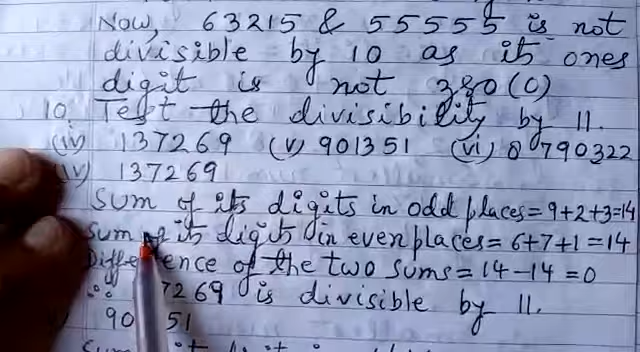 Now, 63215 & 55555 is not
divisible by 10 as its ones
digit is not zero (0)
10. Test the divisibility by 11.
(iv) 137269 (v) 901351 (vi) 8790322
(iv) 137269
Sum of its digits in odd places = 9+2+3=14
Sum of its digits in even places = 6+7+1=14
Difference of the two sums = 14-14=0
∴ 7269 is divisible by 11.
90 51